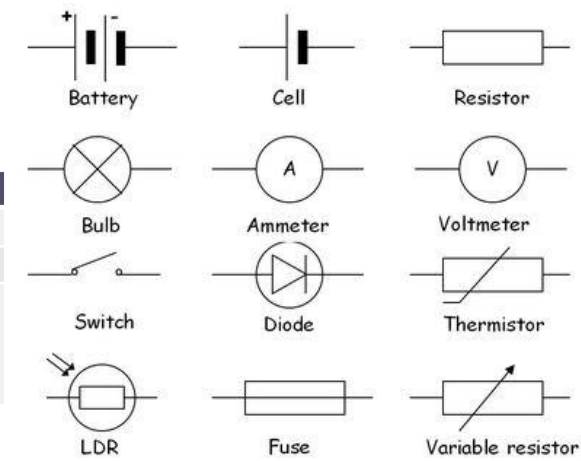 + -
Battery
Cell
Resistor
A
V
Bulb
Ammeter
Voltmeter
Switch
Diode
Thermistor
LDR
Fuse
Variable resistor